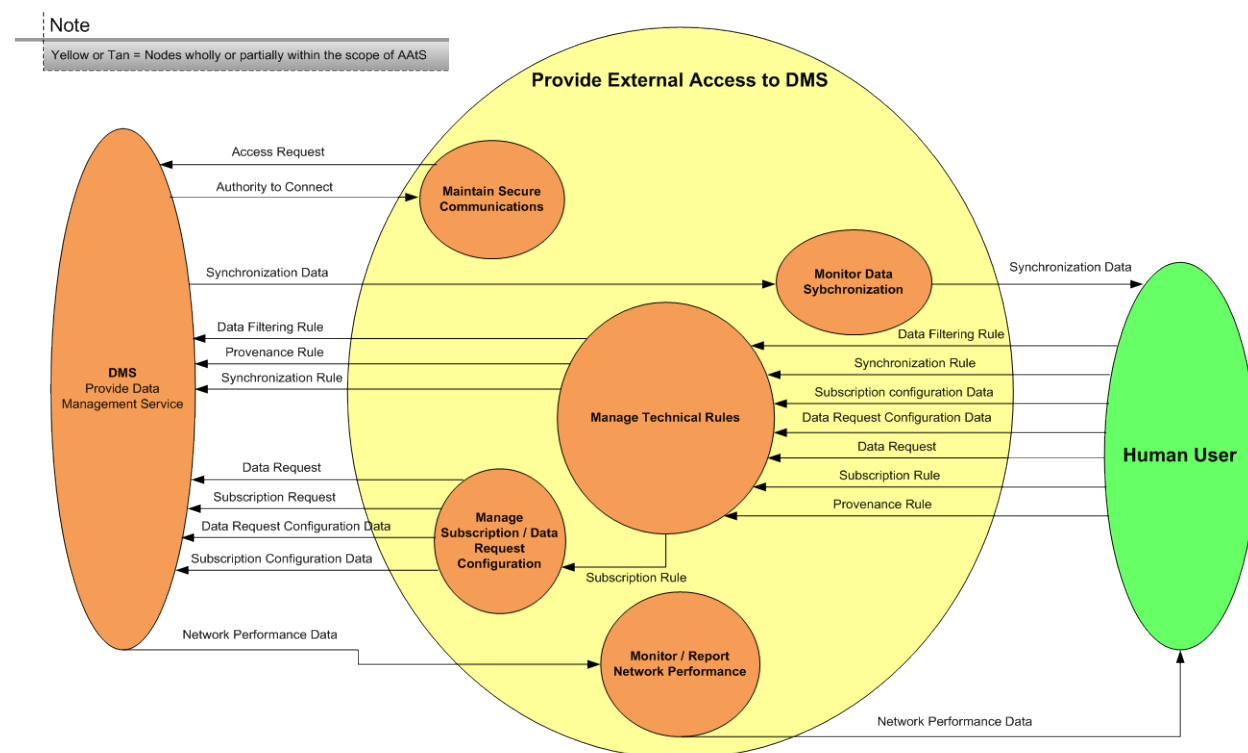 Note
Yellow or Tan = Nodes wholly or partially within the scope of AAtS
Provide External Access to DMS
Access Request
Authority to Connect
Maintain Secure
Communications
Synchronization Data
Monitor Data
Sybchronization
Synchronization Data
Data Filtering Rule
Provenance Rule
Synchronization Rule
DMS
Provide Data
Management Service
Manage Technical Rules
Data Filtering Rule
Synchronization Rule
Subscription configuration Data
Data Request Configuration Data
Data Request
Subscription Rule
Provenance Rule
Human User
Data Request
Subscription Request
Data Request Configuration Data
Subscription Configuration Data
Manage
Subscription / Data
Request
Configuration
Subscription Rule
Network Performance Data
Monitor / Report
Network Performance
Network Performance Data